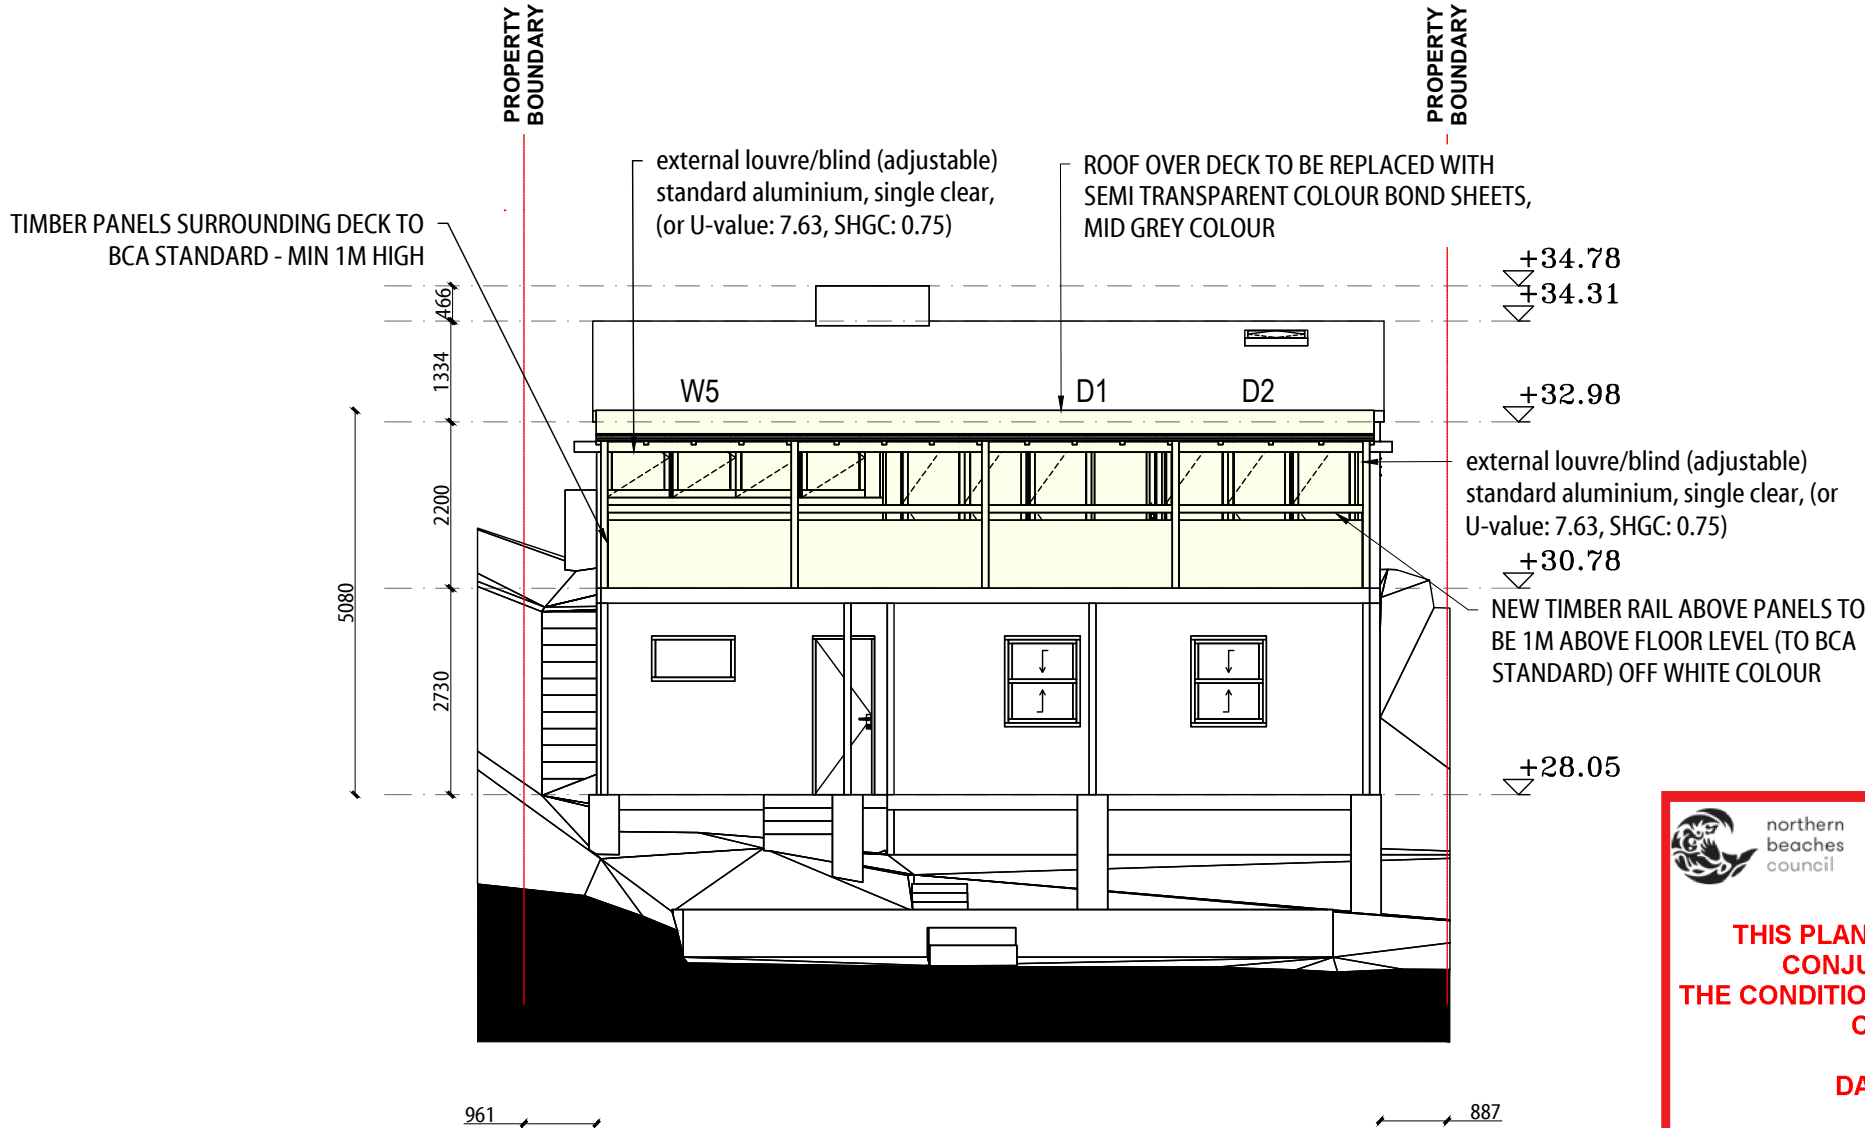 PROPERTY
BOUNDARY
PROPERTY
BOUNDARY
external louvre/blind (adjustable)
standard aluminium, single clear,
(or U-value: 7.63, SHGC: 0.75)
ROOF OVER DECK TO BE REPLACED WITH
SEMI TRANSPARENT COLOUR BOND SHEETS,
MID GREY COLOUR
TIMBER PANELS SURROUNDING DECK TO
BCA STANDARD - MIN 1M HIGH
+34.78
+34.31
466
1334
W5
D1
D2
+32.98
external louvre/blind (adjustable)
standard aluminium, single clear, (or
U-value: 7.63, SHGC: 0.75)
2200
+30.78
5080
NEW TIMBER RAIL ABOVE PANELS TO
BE 1M ABOVE FLOOR LEVEL (TO BCA
STANDARD) OFF WHITE COLOUR
2730
+28.05
northern
beaches
council
THIS PLAN
CONJU
THE CONDITIO
C
DA
961
887